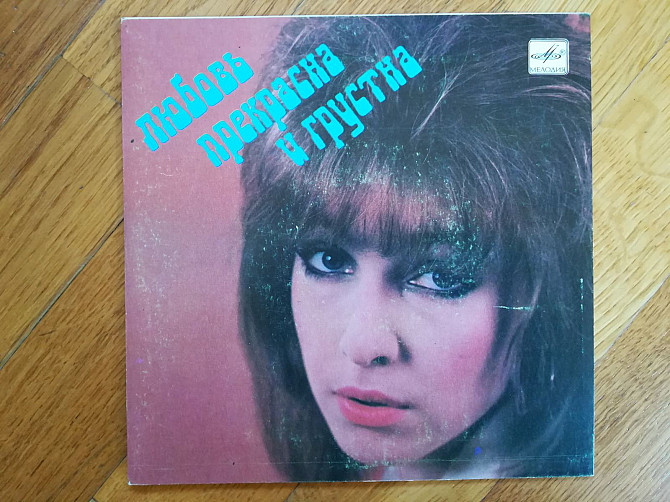 любовь
прекрасна
и грустна
МЕЛОДИЯ